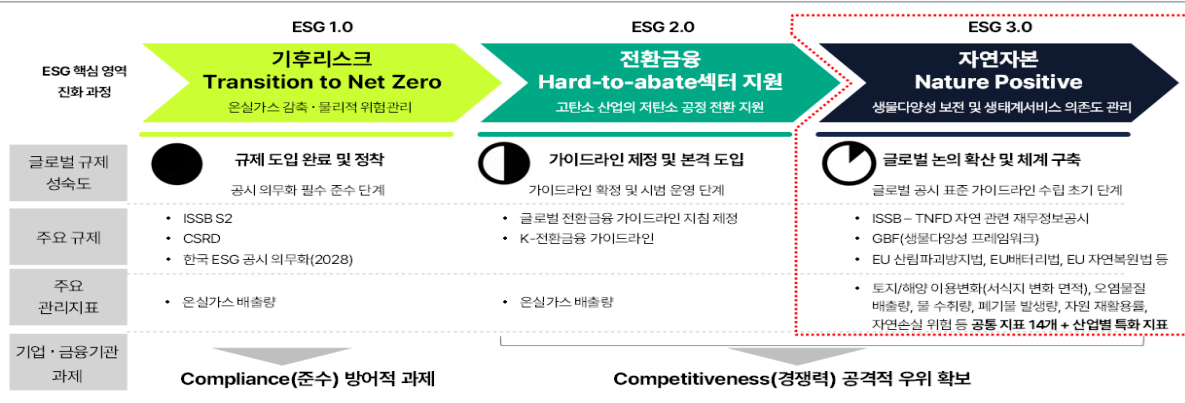 ESG 1.0
ESG 2.0
ESG 3.0
ESG 핵심 영역
진화 과정
기후리스크
Transition to Net Zero
온실가스 감축 · 물리적 위험관리
전환금융
Hard-to-abate섹터 지원
고탄소 산업의 저탄소 공정 전환 지원
자연자본
Nature Positive
생물다양성 보전 및 생태계서비스 의존도 관리
글로벌 규제
성숙도
규제 도입 완료 및 정착
공시 의무화 필수 준수 단계
가이드라인 제정 및 본격 도입
가이드라인 확정 및 시범 운영 단계
글로벌 논의 확산 및 체계 구축
글로벌 공시 표준 가이드라인 수립 초기 단계
주요 규제
• ISSB S2
• CSRD
• 한국 ESG 공시 의무화(2028)
• 글로벌 전환금융 가이드라인 지침 제정
• K-전환금융 가이드라인
• ISSB – TNFD 자연 관련 재무정보공시
• GBF(생물다양성 프레임워크)
• EU 산림파괴방지법, EU배터리법, EU 자연복원법 등
주요
관리지표
• 온실가스 배출량
• 온실가스 배출량
• 토지/해양 이용변화(서식지 변화 면적), 오염물질
배출량, 물 수취량, 폐기물 발생량, 자원 재활용률,
자연손실 위험 등 공통 지표 14개 + 산업별 특화 지표
기업 · 금융기관
과제
Compliance(준수) 방어적 과제
Competitiveness(경쟁력) 공격적 우위 확보